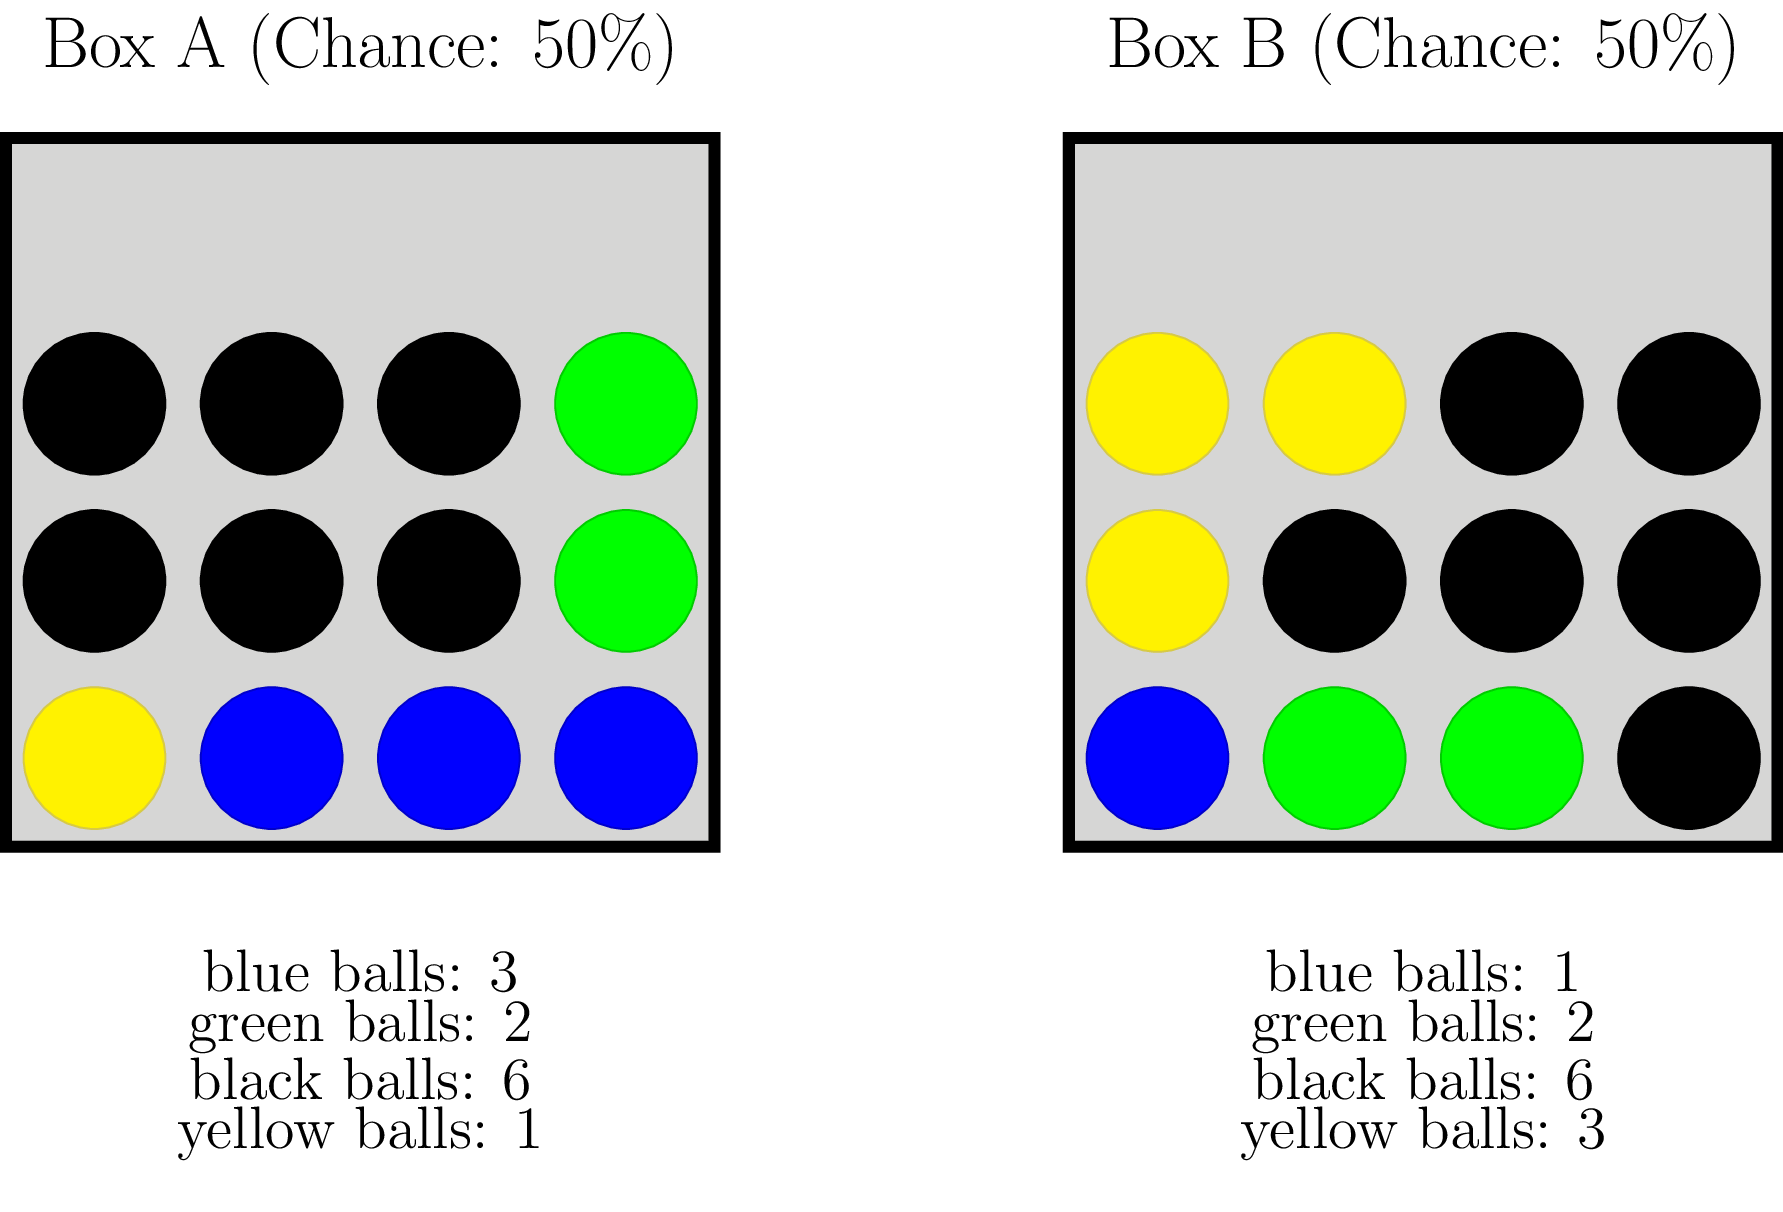 Box A (Chance: 50%)
Box B (Chance: 50%)
blue balls: 3
green balls: 2
black balls: 6
yellow balls: 1
blue balls: 1
green balls: 2
black balls: 6
yellow balls: 3